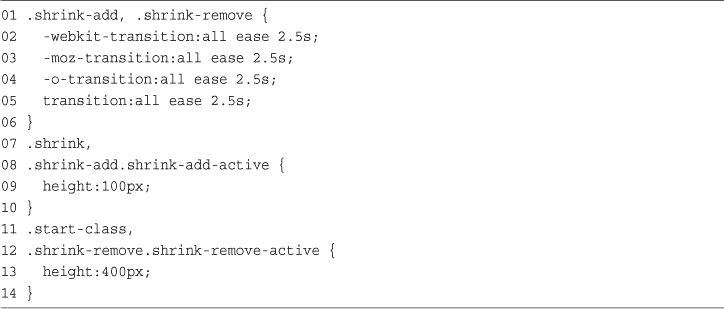 01 .shrink-add, .shrink-remove {
02   -webkit-transition:all ease 2.5s;
03   -moz-transition:all ease 2.5s;
04   -o-transition:all ease 2.5s;
05   transition:all ease 2.5s;
06 }
07 .shrink,
08 .shrink-add.shrink-add-active {
09   height:100px;
10 }
11 .start-class,
12 .shrink-remove.shrink-remove-active {
13   height:400px;
14 }